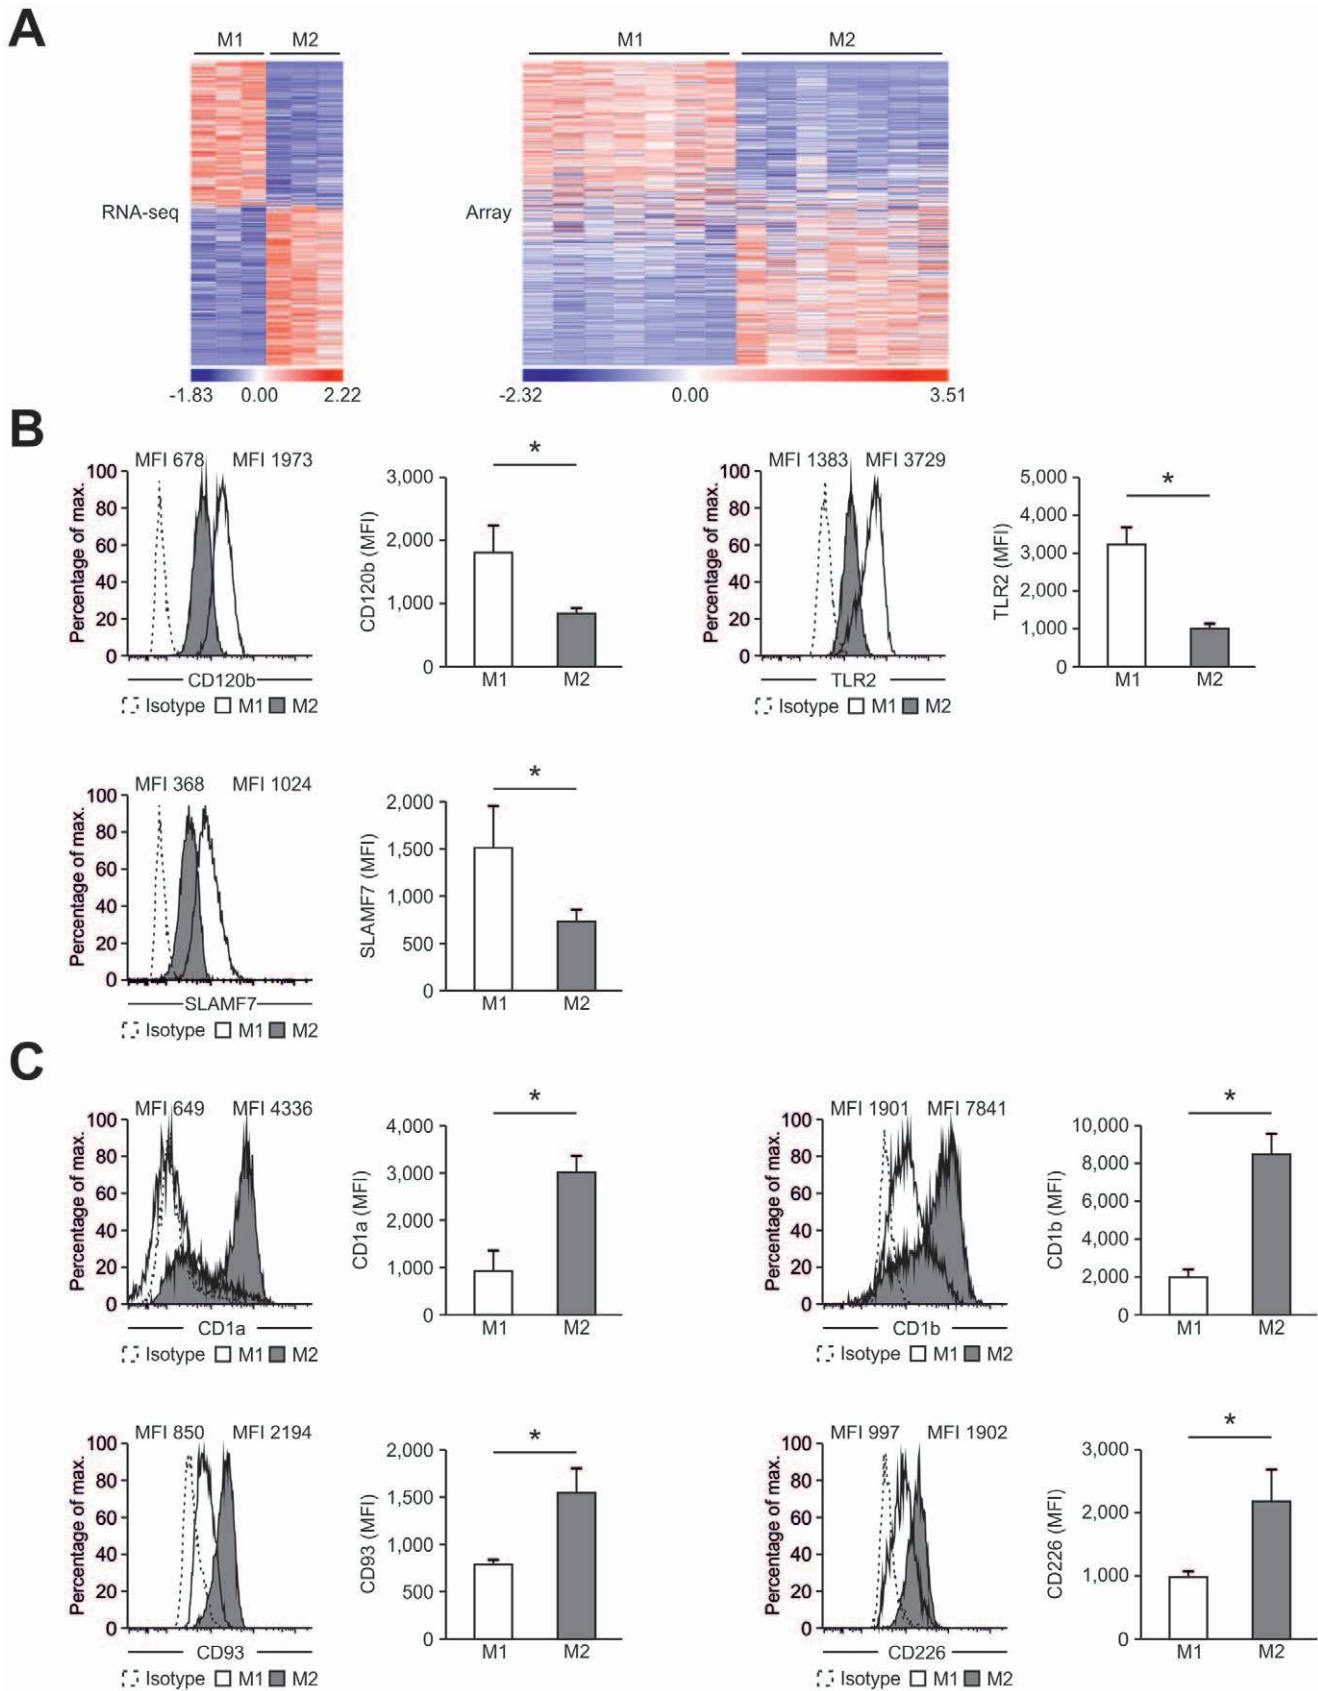 A
M1 M2
M1 M2
RNA-seq
Array
-1.83 0.00 2.22
-2.32 0.00 3.51
B
MFI 678 MFI 1973
Percentage of max.
100
80
60
40
20
0
CD120b
Isotype M1 M2
*
CD120b (MFI)
3,000
2,000
1,000
0
M1 M2
MFI 1383 MFI 3729
Percentage of max.
100
80
60
40
20
0
TLR2
Isotype M1 M2
*
TLR2 (MFI)
5,000
4,000
3,000
2,000
1,000
0
M1 M2
MFI 368 MFI 1024
Percentage of max.
100
80
60
40
20
0
SLAMF7
Isotype M1 M2
*
SLAMF7 (MFI)
2,000
1,500
1,000
500
0
M1 M2
C
MFI 649 MFI 4336
Percentage of max.
100
80
60
40
20
0
CD1a
Isotype M1 M2
*
CD1a (MFI)
4,000
3,000
2,000
1,000
0
M1 M2
MFI 1901 MFI 7841
Percentage of max.
100
80
60
40
20
0
CD1b
Isotype M1 M2
*
CD1b (MFI)
10,000
8,000
6,000
4,000
2,000
0
M1 M2
MFI 850 MFI 2194
Percentage of max.
100
80
60
40
20
0
CD93
Isotype M1 M2
*
CD93 (MFI)
2,000
1,500
1,000
500
0
M1 M2
MFI 997 MFI 1902
Percentage of max.
100
80
60
40
20
0
CD226
Isotype M1 M2
*
CD226 (MFI)
3,000
2,000
1,000
0
M1 M2